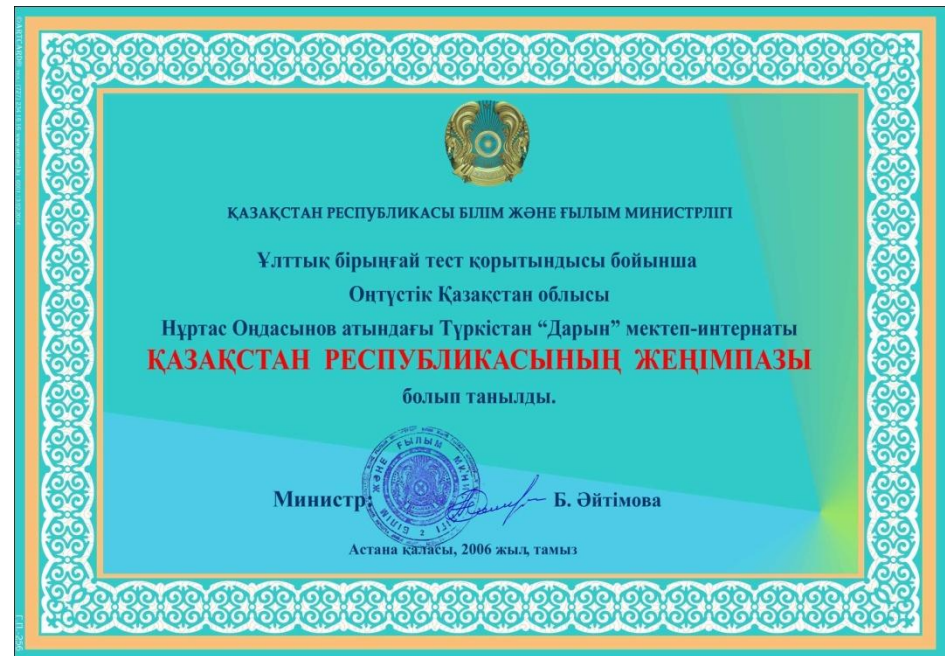 ҚАЗАҚСТАН РЕСПУБЛИКАСЫ БІЛІМ ЖӘНЕ ҒЫЛЫМ МИНИСТРЛІГІ
Ұлттық бірыңғай тест қорытындысы бойынша
Оңтүстік Қазақстан облысы
Нұртас Оңдасынов атындағы Түркістан “Дарын” мектеп-интернаты
ҚАЗАҚСТАН РЕСПУБЛИКАСЫНЫҢ ЖЕҢІМПАЗЫ
болып танылды.
Министр: Б. Әйтімова
Астана қаласы, 2006 жыл, тамыз